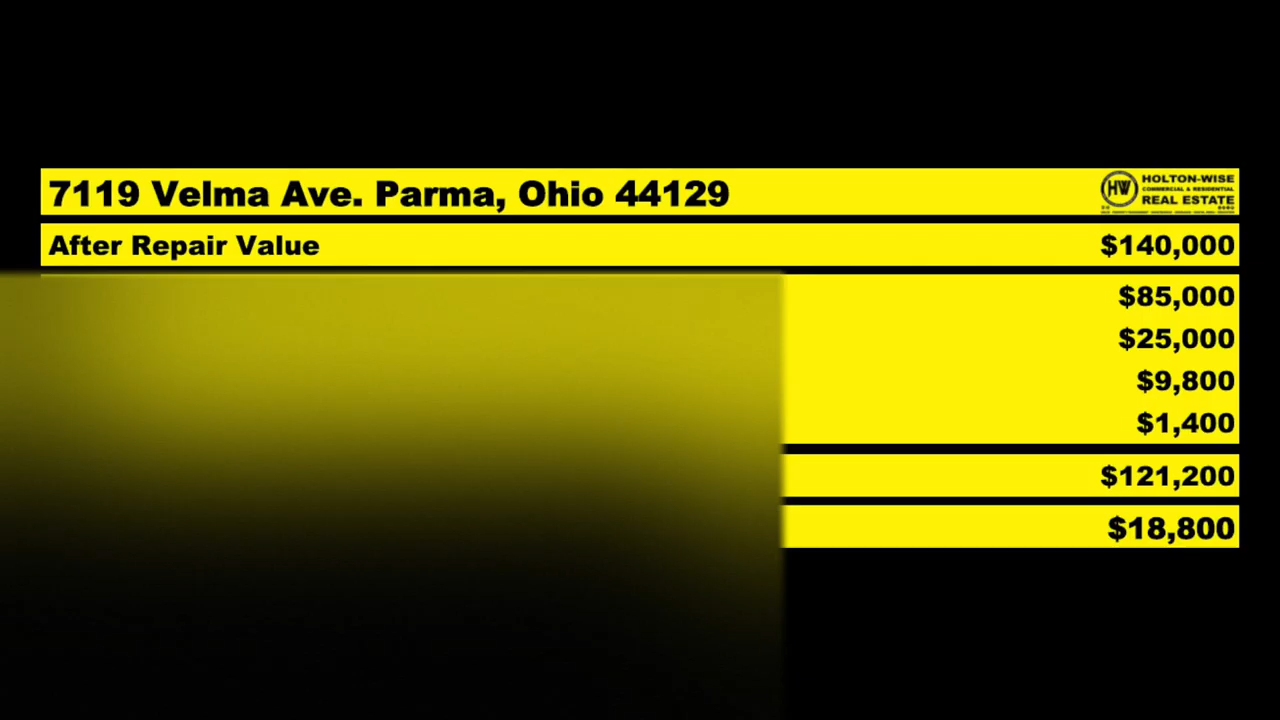 7119 Velma Ave. Parma, Ohio 44129
HW
HOLTON-WISE
COMMERCIAL & RESIDENTIAL
REAL ESTATE
After Repair Value $140,000
$85,000
$25,000
$9,800
$1,400
$121,200
$18,800